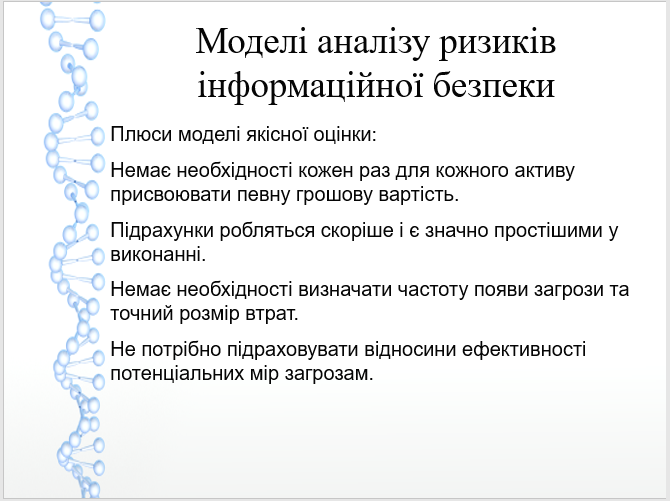 Моделі аналізу ризиків
інформаційної безпеки
Плюси моделі якісної оцінки:
Немає необхідності кожен раз для кожного активу
присвоювати певну грошову вартість.
Підрахунки робляться скоріше і є значно простішими у
виконанні.
Немає необхідності визначати частоту появи загрози та
точний розмір втрат.
Не потрібно підраховувати відносини ефективності
потенціальних мір загрозам.